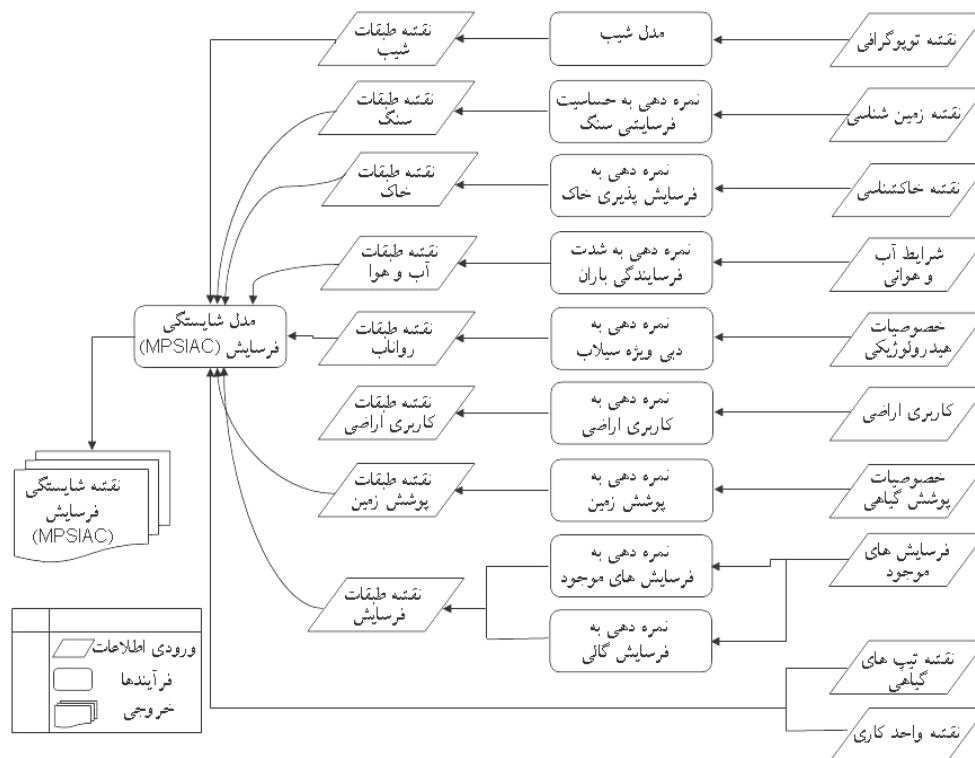 نقشه توپوگرافی
مدل شیب
نقشه طبقات
شیب
نقشه زمین شناسی
نمره دهی به حساسیت
فرسایشی سنگ
نقشه طبقات
سنگ
نقشه خاکشناسی
نمره دهی به
فرسایش پذیری خاک
نقشه طبقات
خاک
شرایط آب
و هوائی
نمره دهی به شدت
فرسایندگی باران
نقشه طبقات
آب و هوا
خصوصیات
هیدرولوژیکی
نمره دهی به
دبی ویژه سیلاب
نقشه طبقات
رواناب
مدل شایستگی
فرسایش (MPSIAC)
کاربری اراضی
نمره دهی به
کاربری اراضی
نقشه طبقات
کاربری اراضی
خصوصیات
پوشش گیاهی
نمره دهی به
پوشش زمین
نقشه طبقات
پوشش زمین
نقشه شایستگی
فرسایش
(MPSIAC)
فرسایش های
موجود
نمره دهی به
فرسایش های موجود
نمره دهی به
فرسایش گالی
نقشه طبقات
فرسایش
نقشه تیپ های
گیاهی
نقشه واحد کاری
ورودی اطلاعات
فرآیندها
خروجی